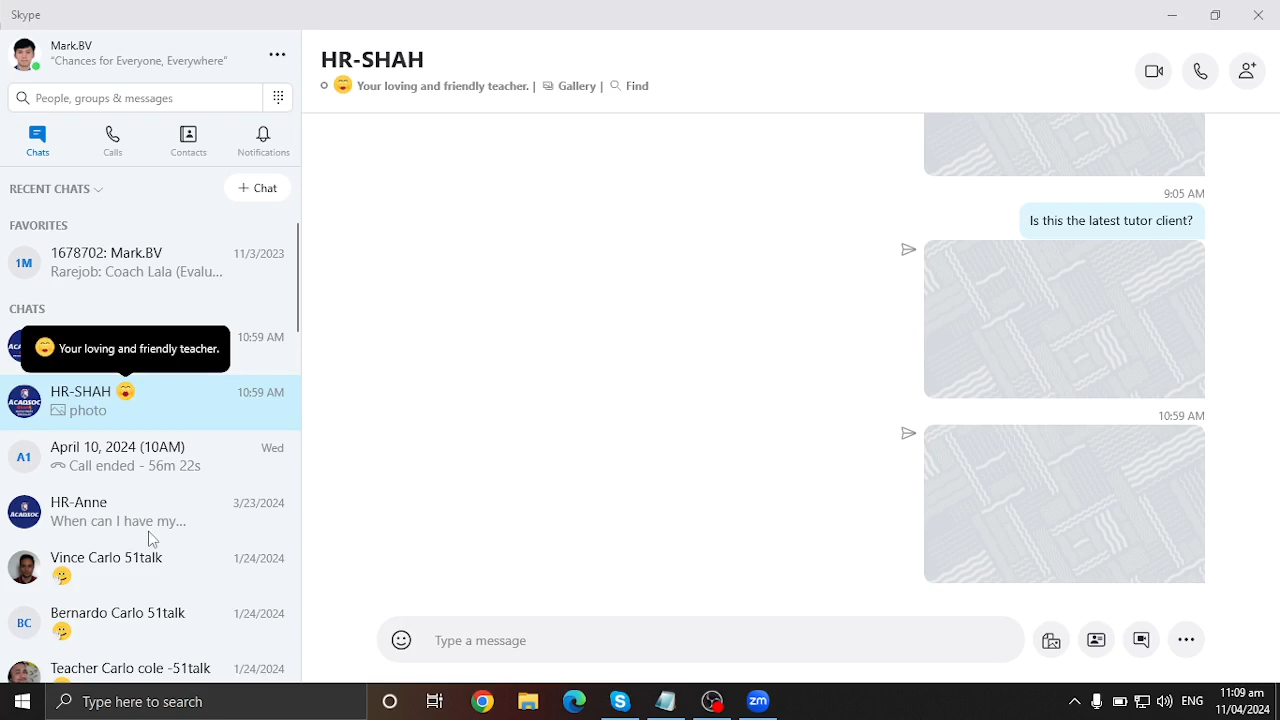 Skype
Mark.BV
"Chances for Everyone, Everywhere"
People, groups & messages
Chats
Calls
Contacts
Notifications
RECENT CHATS
+ Chat
FAVORITES
1M
1678702: Mark.BV
11/3/2023
Rarejob: Coach Lala (Evalu...
CHATS
10:59 AM
Your loving and friendly teacher.
ACADSOC
HR-SHAH
10:59 AM
photo
A1
April 10, 2024 (10AM)
Wed
Call ended - 56m 22s
ACADSOC
HR-Anne
3/23/2024
When can I have my...
Vince Carlo 51talk
1/24/2024
BC
Bernardo Carlo 51talk
1/24/2024
Teacher Carlo cole -51talk
1/24/2024
HR-SHAH
Your loving and friendly teacher. | Gallery | Find
9:05 AM
Is this the latest tutor client?
10:59 AM
Type a message
Type here to search
zm
ENG
11:09 am
11/04/2024